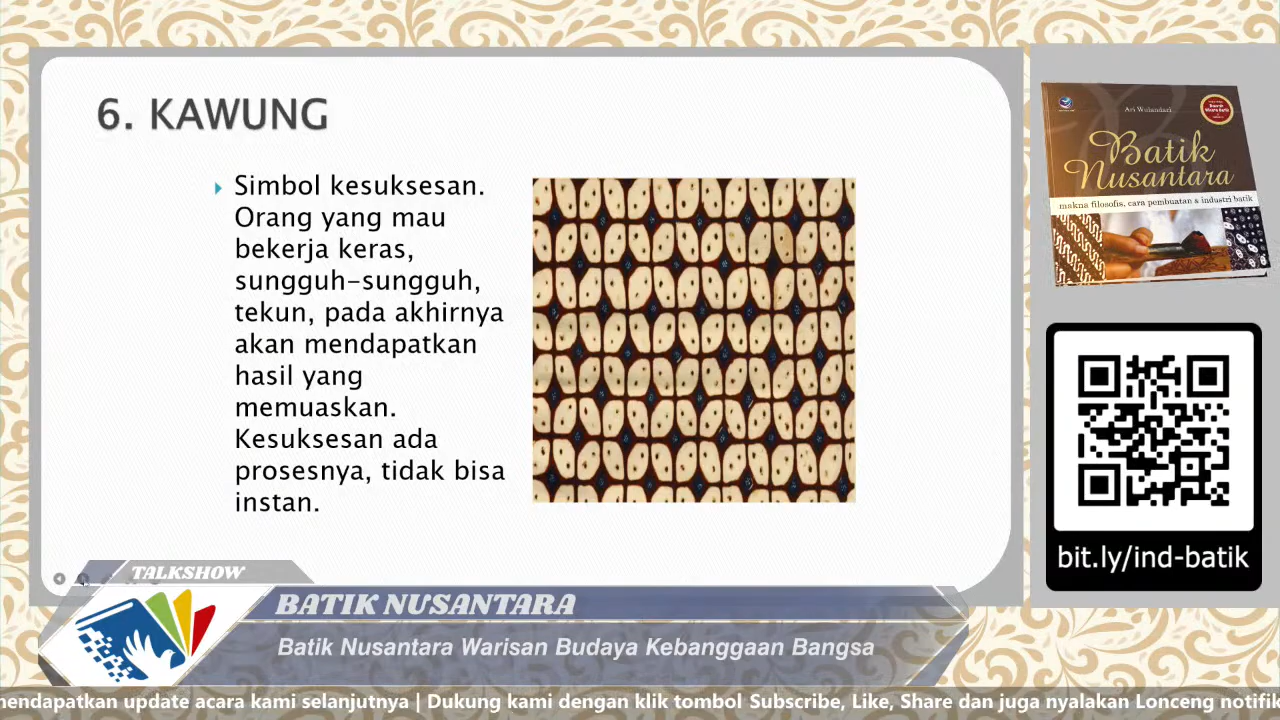 6. KAWUNG
Simbol kesuksesan.
Orang yang mau
bekerja keras,
sungguh-sungguh,
tekun, pada akhirnya
akan mendapatkan
hasil yang
memuaskan.
Kesuksesan ada
prosesnya, tidak bisa
instan.
Ari Wulandari
Batik
Nusantara
makna filosofis, cara pembuatan & industri batik
bit.ly/ind-batik
TALKSHOW
BATIK NUSANTARA
Batik Nusantara Warisan Budaya Kebanggaan Bangsa
mendapatkan update acara kami selanjutnya | Dukung kami dengan klik tombol Subscribe, Like, Share dan juga nyalakan Lonceng notifik